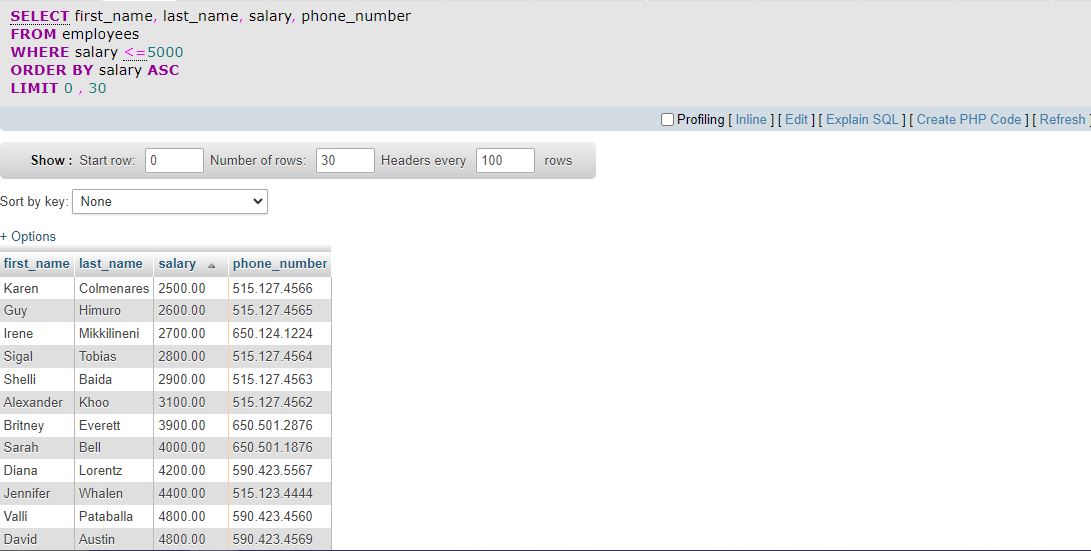 SELECT first_name, last_name, salary, phone_number
FROM employees
WHERE salary <=5000
ORDER BY salary ASC
LIMIT 0 , 30
Profiling [ Inline ] [ Edit ] [ Explain SQL ] [ Create PHP Code ] [ Refresh ]
Show : Start row: 0 Number of rows: 30 Headers every 100 rows
Sort by key: None
+ Options
first_name last_name salary phone_number
Karen Colmenares 2500.00 515.127.4566
Guy Himuro 2600.00 515.127.4565
Irene Mikkilineni 2700.00 650.124.1224
Sigal Tobias 2800.00 515.127.4564
Shelli Baida 2900.00 515.127.4563
Alexander Khoo 3100.00 515.127.4562
Britney Everett 3900.00 650.501.2876
Sarah Bell 4000.00 650.501.1876
Diana Lorentz 4200.00 590.423.5567
Jennifer Whalen 4400.00 515.123.4444
Valli Pataballa 4800.00 590.423.4560
David Austin 4800.00 590.423.4569